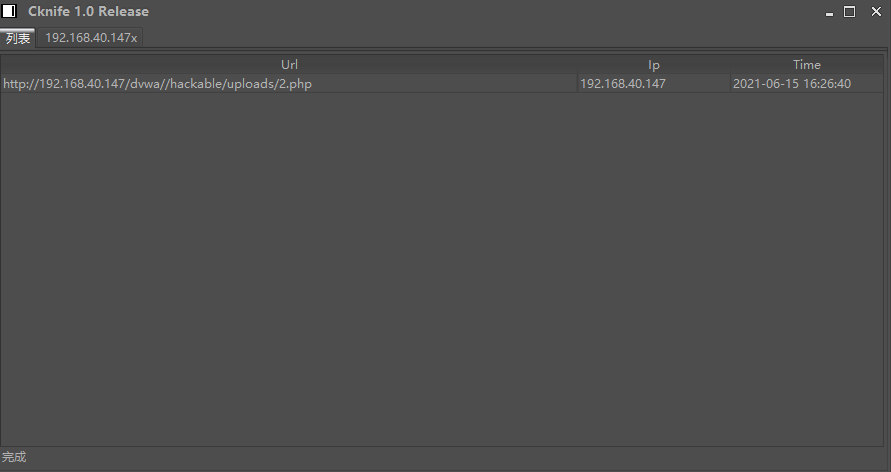 Cknife 1.0 Release
列表 192.168.40.147x
Url Ip Time
http://192.168.40.147/dvwa//hackable/uploads/2.php 192.168.40.147 2021-06-15 16:26:40
完成